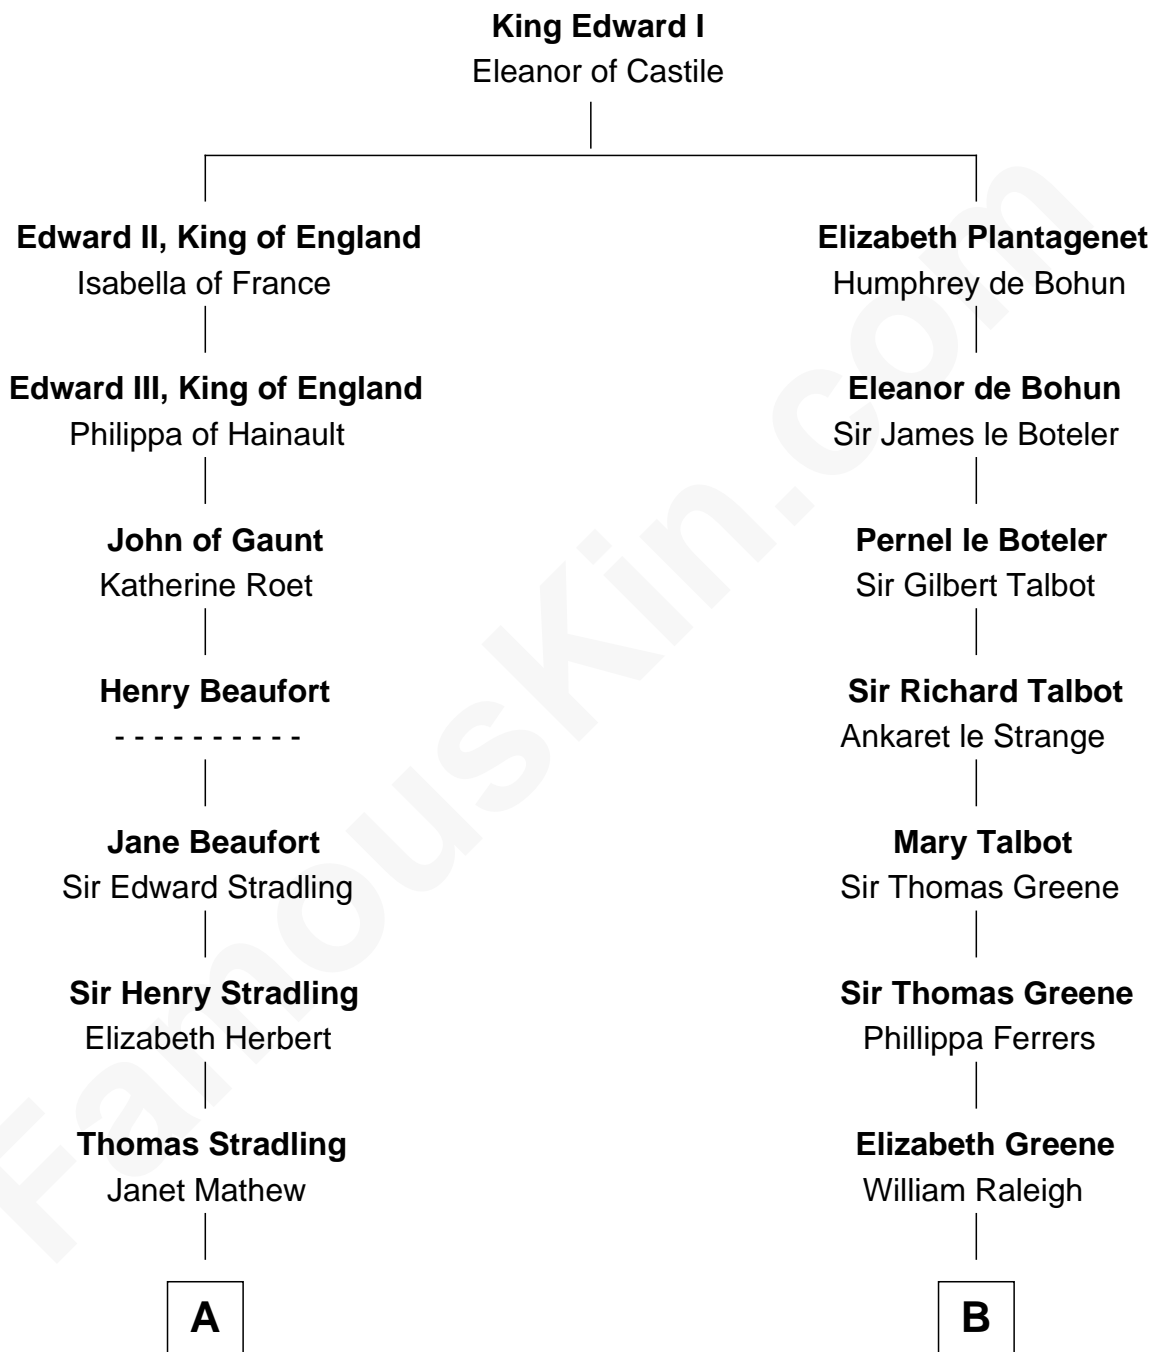 King Edward I
Eleanor of Castile
Edward II, King of England
Isabella of France
Edward III, King of England
Philippa of Hainault
John of Gaunt
Katherine Roet
Henry Beaufort
- - - - - - - - - -
Jane Beaufort
Sir Edward Stradling
Sir Henry Stradling
Elizabeth Herbert
Thomas Stradling
Janet Mathew
A
Elizabeth Plantagenet
Humphrey de Bohun
Eleanor de Bohun
Sir James le Boteler
Pernel le Boteler
Sir Gilbert Talbot
Sir Richard Talbot
Ankaret le Strange
Mary Talbot
Sir Thomas Greene
Sir Thomas Greene
Phillippa Ferrers
Elizabeth Greene
William Raleigh
B
FamousKin.com